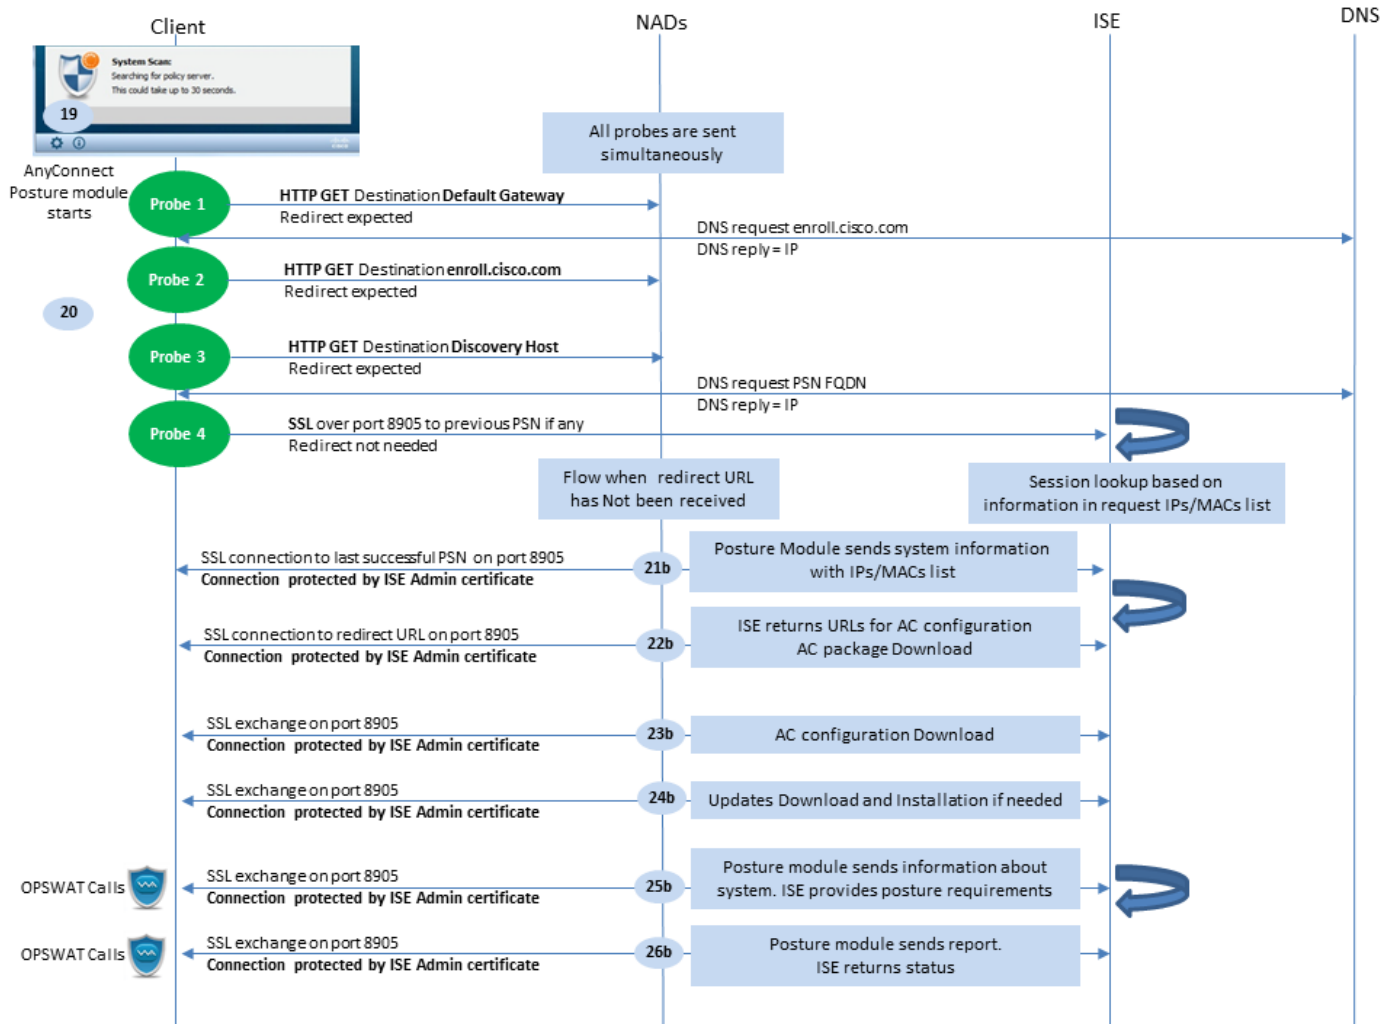 Client
NADs
ISE
DNS
System Scan:
Searching for policy server.
This could take up to 30 seconds.
19
cisco
AnyConnect
Posture module
starts
All probes are sent
simultaneously
Probe 1
HTTP GET Destination Default Gateway
Redirect expected
DNS request enroll.cisco.com
DNS reply = IP
Probe 2
HTTP GET Destination enroll.cisco.com
Redirect expected
20
Probe 3
HTTP GET Destination Discovery Host
Redirect expected
DNS request PSN FQDN
DNS reply = IP
Probe 4
SSL over port 8905 to previous PSN if any
Redirect not needed
Flow when redirect URL
has Not been received
Session lookup based on
information in request IPs/MACs list
SSL connection to last successful PSN on port 8905
Connection protected by ISE Admin certificate
21b
Posture Module sends system information
with IPs/MACs list
SSL connection to redirect URL on port 8905
Connection protected by ISE Admin certificate
22b
ISE returns URLs for AC configuration
AC package Download
SSL exchange on port 8905
Connection protected by ISE Admin certificate
23b
AC configuration Download
SSL exchange on port 8905
Connection protected by ISE Admin certificate
24b
Updates Download and Installation if needed
OPSWAT Calls
SSL exchange on port 8905
Connection protected by ISE Admin certificate
25b
Posture module sends information about
system. ISE provides posture requirements
OPSWAT Calls
SSL exchange on port 8905
Connection protected by ISE Admin certificate
26b
Posture module sends report.
ISE returns status